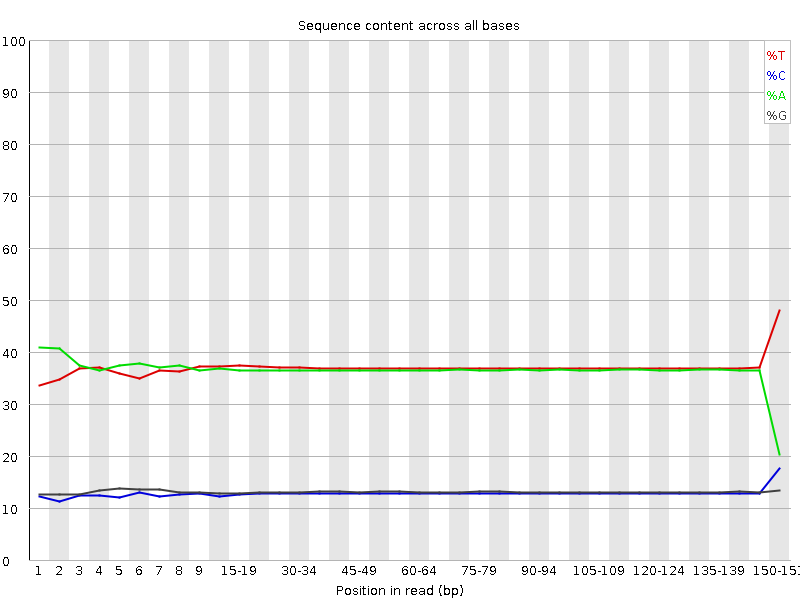 Sequence content across all bases
100
90
80
70
60
50
40
30
20
10
0
%T
%C
%A
%G
1 2 3 4 5 6 7 8 9 15-19 30-34 45-49 60-64 75-79 90-94 105-109 120-124 135-139 150-151
Position in read (bp)